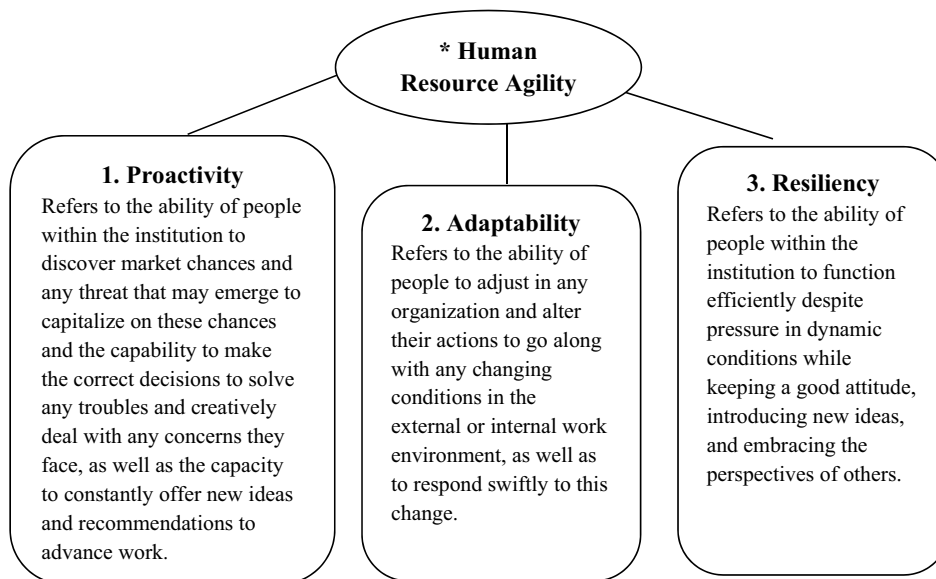 * Human
Resource Agility
1. Proactivity
Refers to the ability of people
within the institution to
discover market chances and
any threat that may emerge to
capitalize on these chances
and the capability to make
the correct decisions to solve
any troubles and creatively
deal with any concerns they
face, as well as the capacity
to constantly offer new ideas
and recommendations to
advance work.
2. Adaptability
Refers to the ability of
people to adjust in any
organization and alter
their actions to go along
with any changing
conditions in the
external or internal work
environment, as well as
to respond swiftly to this
change.
3. Resiliency
Refers to the ability of
people within the
institution to function
efficiently despite
pressure in dynamic
conditions while
keeping a good attitude,
introducing new ideas,
and embracing the
perspectives of others.